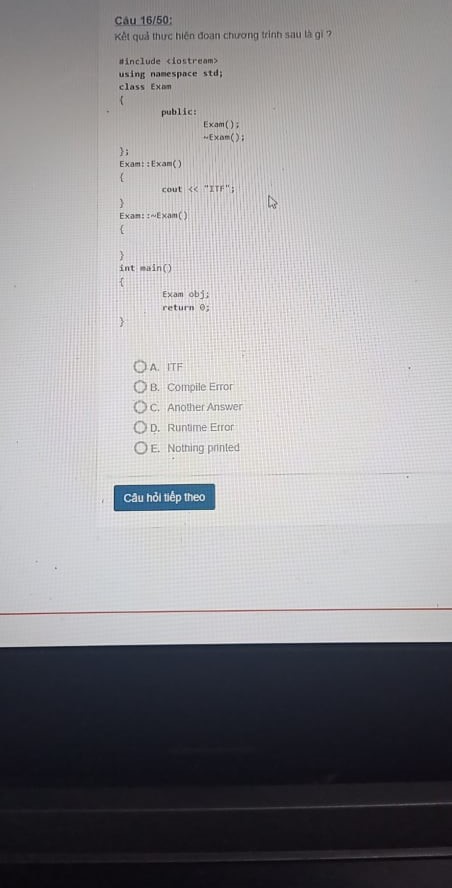 Câu 16/50:
Kết quả thực hiện đoạn chương trình sau là gì ?
#include <iostream>
using namespace std;
class Exam
{
public:
Exam();
~Exam();
};
Exam::Exam()
{
cout << "ITF";
}
Exam::~Exam()
{
}
int main()
{
Exam obj;
return 0;
}
A. ITF
B. Compile Error
C. Another Answer
D. Runtime Error
E. Nothing printed
Câu hỏi tiếp theo